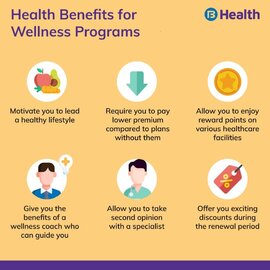 Health Benefits for
Wellness Programs
B Health
Motivate you to lead
a healthy lifestyle
Require you to pay
lower premium
compared to plans
without them
Allow you to enjoy
reward points on
various healthcare
facilities
Give you the
benefits of a
wellness coach who
can guide you
Allow you to take
second opinion
with a specialist
Offer you exciting
discounts during
the renewal period